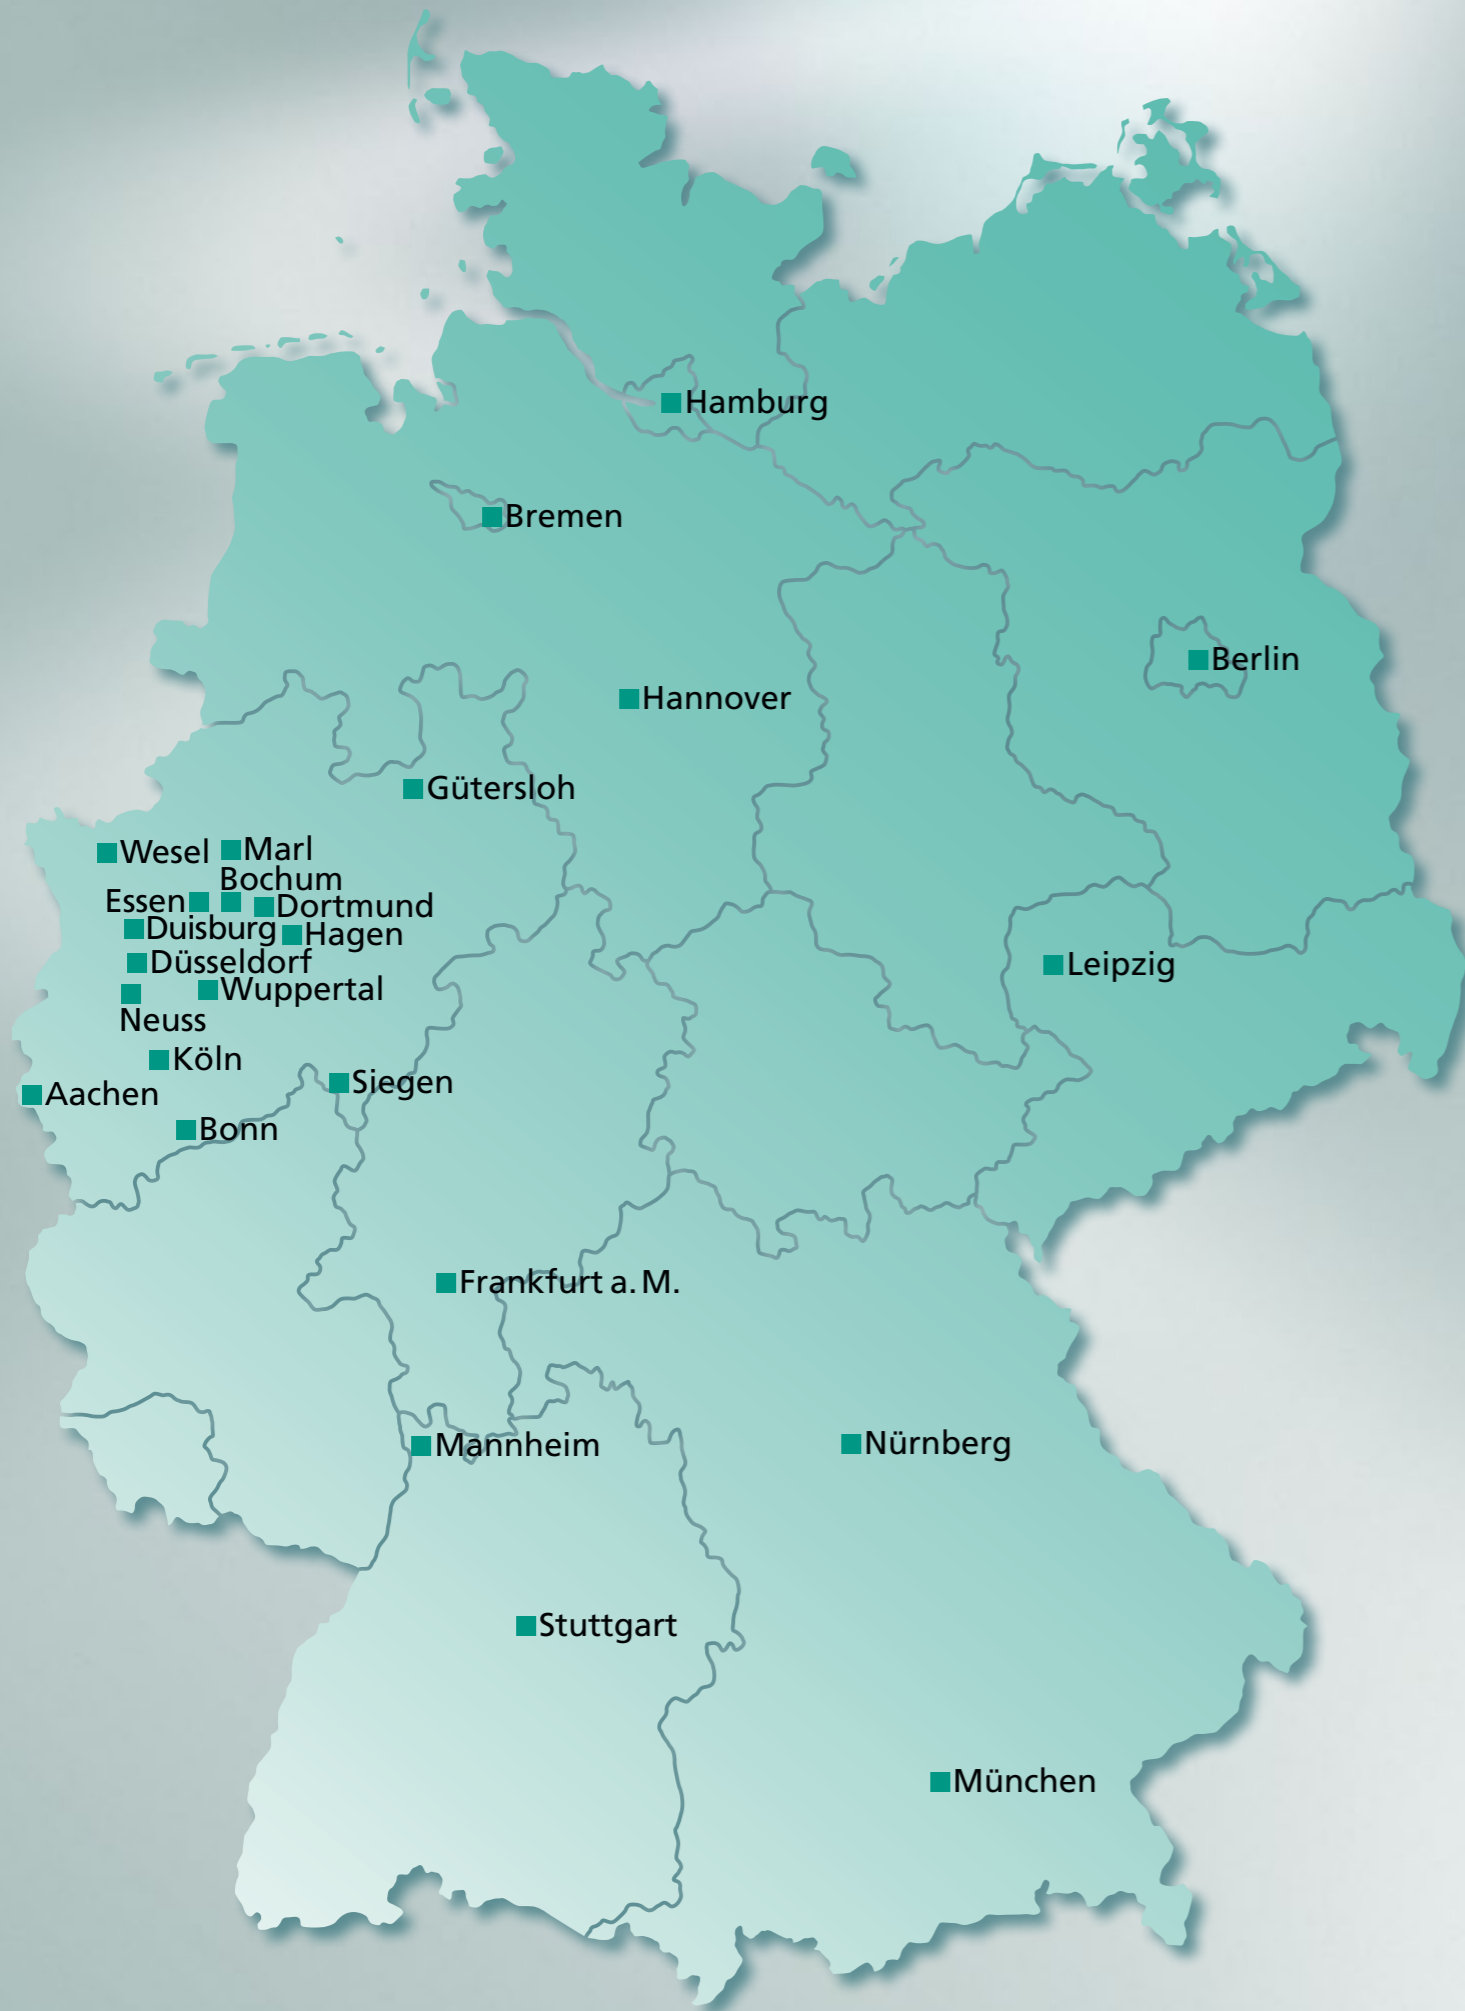 Hamburg
Bremen
Berlin
Hannover
Gütersloh
Wesel
Marl
Bochum
Essen
Dortmund
Duisburg
Hagen
Düsseldorf
Leipzig
Wuppertal
Neuss
Köln
Siegen
Aachen
Bonn
Frankfurt a. M.
Mannheim
Nürnberg
Stuttgart
München